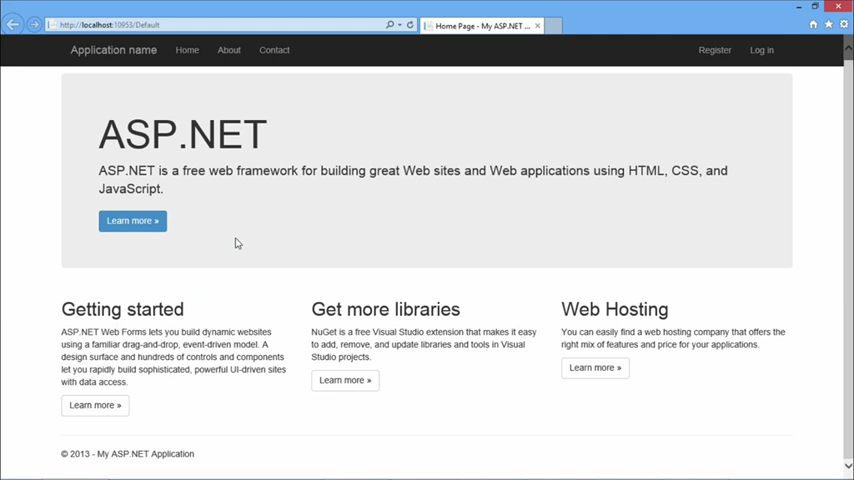 http://localhost:10953/Default
Home Page - My ASP.NET ...
Application name
Home
About
Contact
Register
Log in
ASP.NET
ASP.NET is a free web framework for building great Web sites and Web applications using HTML, CSS, and
JavaScript.
Learn more »
Getting started
ASP.NET Web Forms lets you build dynamic websites
using a familiar drag-and-drop, event-driven model. A
design surface and hundreds of controls and components
let you rapidly build sophisticated, powerful UI-driven sites
with data access.
Learn more »
Get more libraries
NuGet is a free Visual Studio extension that makes it easy
to add, remove, and update libraries and tools in Visual
Studio projects.
Learn more »
Web Hosting
You can easily find a web hosting company that offers the
right mix of features and price for your applications.
Learn more »
© 2013 - My ASP.NET Application